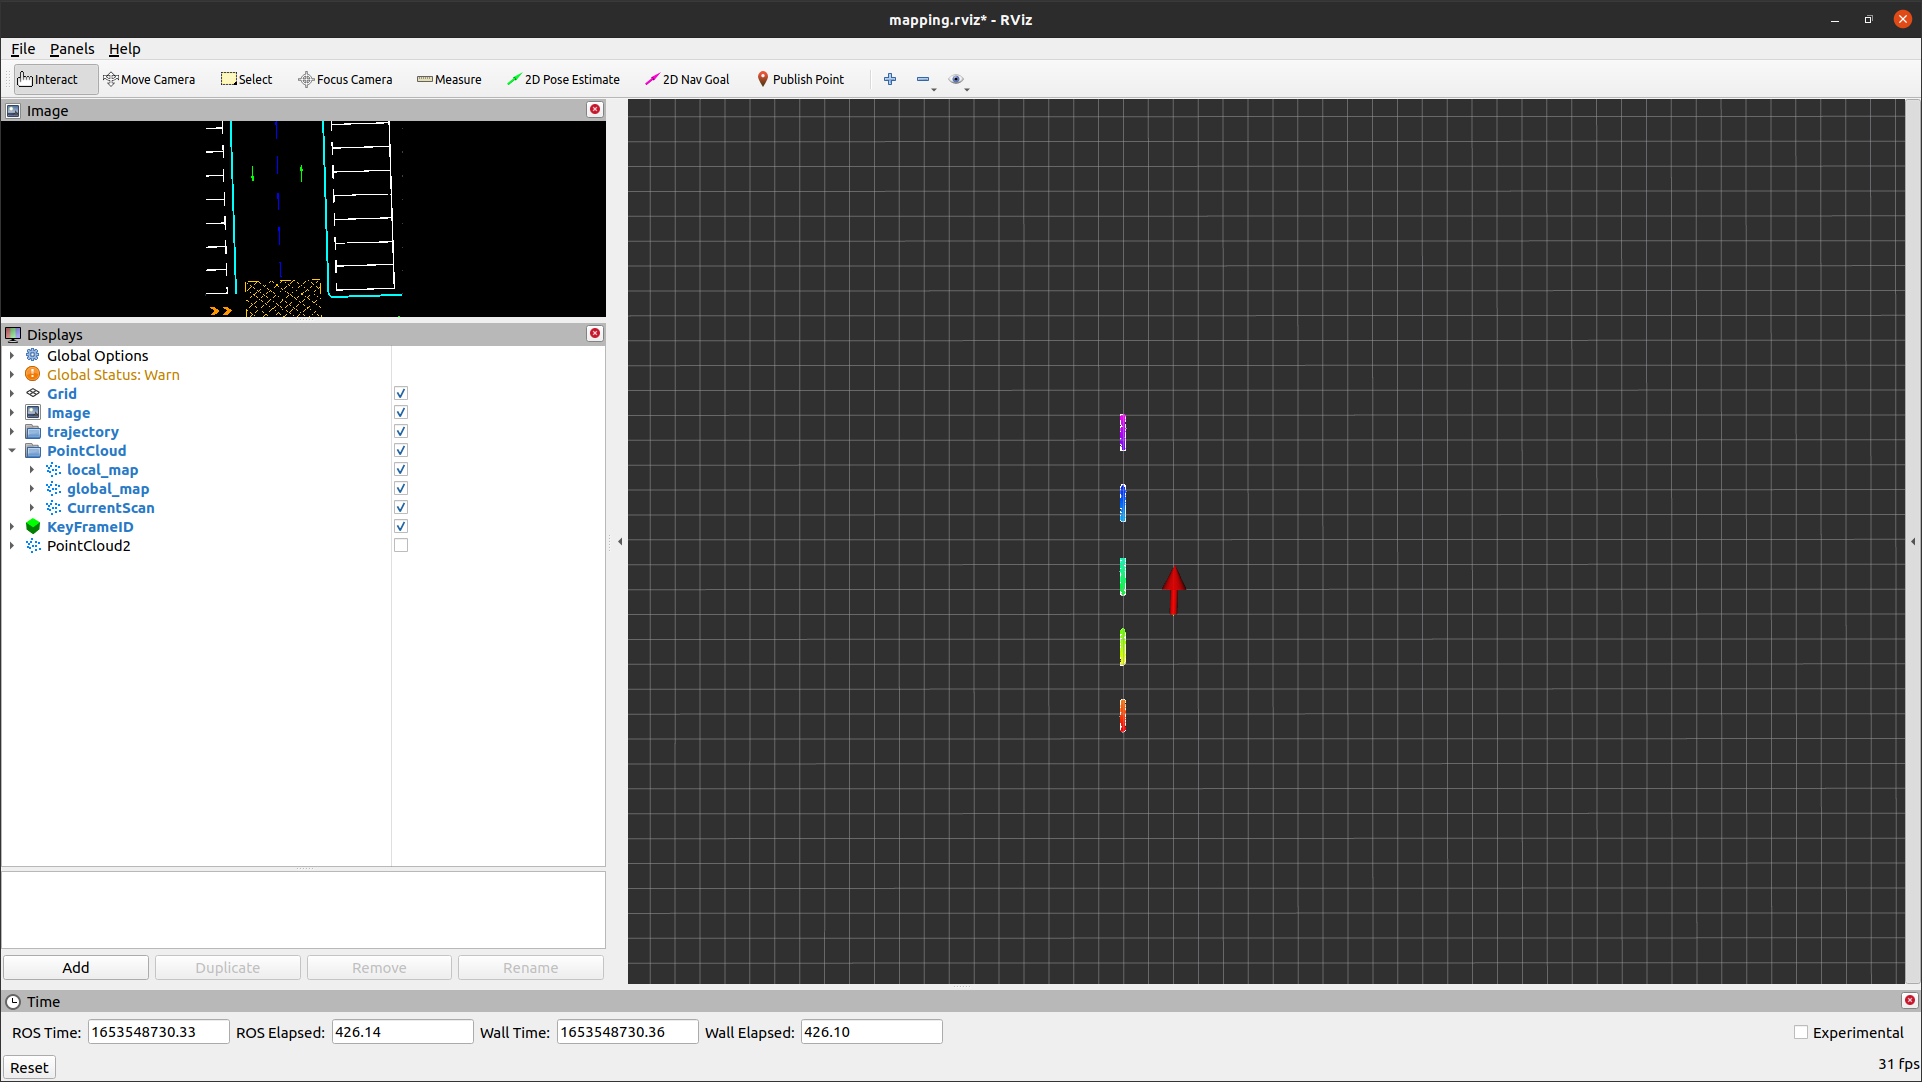 mapping.rviz* - RViz
File Panels Help
Interact Move Camera Select Focus Camera Measure 2D Pose Estimate 2D Nav Goal Publish Point
Image
Displays
Global Options
Global Status: Warn
Grid
Image
trajectory
PointCloud
local_map
global_map
CurrentScan
KeyFrameID
PointCloud2
Add Duplicate Remove Rename
Time
ROS Time: 1653548730.33 ROS Elapsed: 426.14 Wall Time: 1653548730.36 Wall Elapsed: 426.10 Experimental
Reset 31 fps